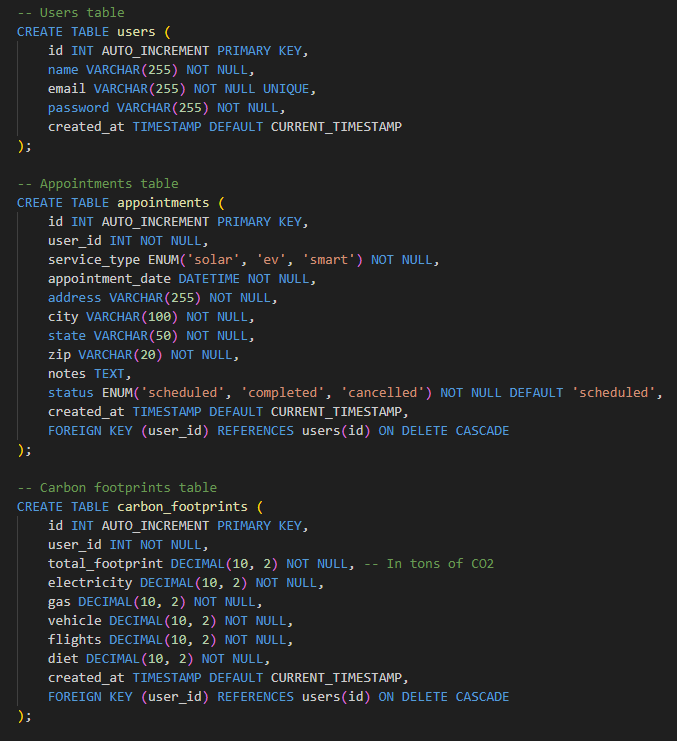 -- Users table
CREATE TABLE users (
    id INT AUTO_INCREMENT PRIMARY KEY,
    name VARCHAR(255) NOT NULL,
    email VARCHAR(255) NOT NULL UNIQUE,
    password VARCHAR(255) NOT NULL,
    created_at TIMESTAMP DEFAULT CURRENT_TIMESTAMP
);

-- Appointments table
CREATE TABLE appointments (
    id INT AUTO_INCREMENT PRIMARY KEY,
    user_id INT NOT NULL,
    service_type ENUM('solar', 'ev', 'smart') NOT NULL,
    appointment_date DATETIME NOT NULL,
    address VARCHAR(255) NOT NULL,
    city VARCHAR(100) NOT NULL,
    state VARCHAR(50) NOT NULL,
    zip VARCHAR(20) NOT NULL,
    notes TEXT,
    status ENUM('scheduled', 'completed', 'cancelled') NOT NULL DEFAULT 'scheduled',
    created_at TIMESTAMP DEFAULT CURRENT_TIMESTAMP,
    FOREIGN KEY (user_id) REFERENCES users(id) ON DELETE CASCADE
);

-- Carbon footprints table
CREATE TABLE carbon_footprints (
    id INT AUTO_INCREMENT PRIMARY KEY,
    user_id INT NOT NULL,
    total_footprint DECIMAL(10, 2) NOT NULL, -- In tons of CO2
    electricity DECIMAL(10, 2) NOT NULL,
    gas DECIMAL(10, 2) NOT NULL,
    vehicle DECIMAL(10, 2) NOT NULL,
    flights DECIMAL(10, 2) NOT NULL,
    diet DECIMAL(10, 2) NOT NULL,
    created_at TIMESTAMP DEFAULT CURRENT_TIMESTAMP,
    FOREIGN KEY (user_id) REFERENCES users(id) ON DELETE CASCADE
);